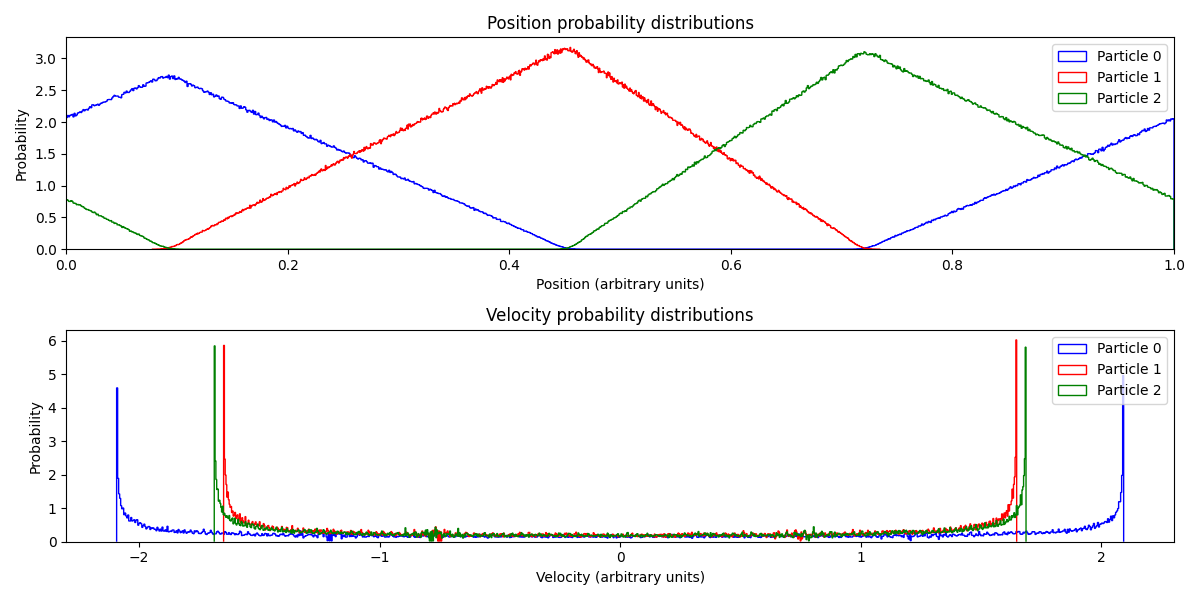 Position probability distributions
Probability
3.0
2.5
2.0
1.5
1.0
0.5
0.0
0.0 0.2 0.4 0.6 0.8 1.0
Position (arbitrary units)
Particle 0
Particle 1
Particle 2
Velocity probability distributions
Probability
6
5
4
3
2
1
0
−2 −1 0 1 2
Velocity (arbitrary units)
Particle 0
Particle 1
Particle 2